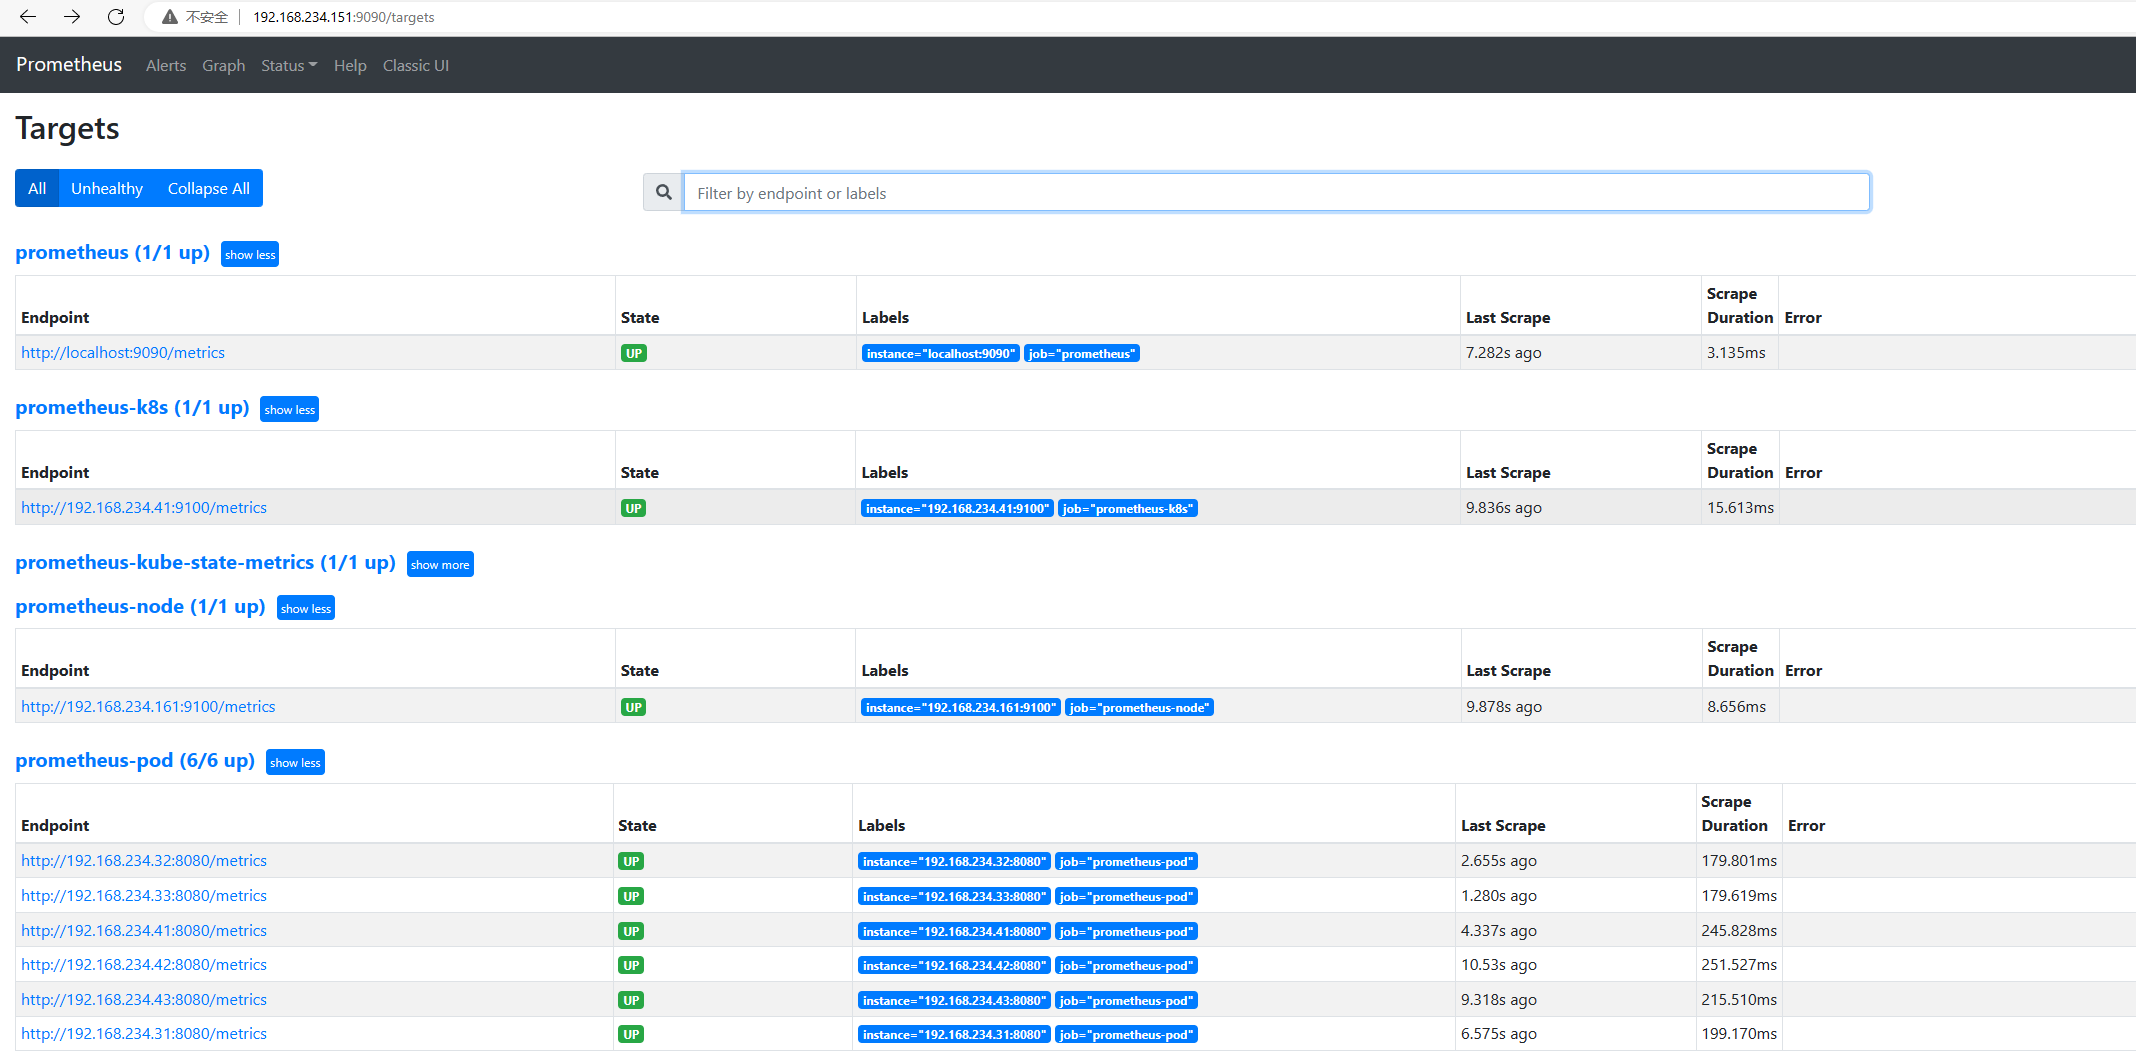 不安全 192.168.234.151:9090/targets
Prometheus Alerts Graph Status Help Classic UI
Targets
All Unhealthy Collapse All Filter by endpoint or labels
prometheus (1/1 up) show less
Endpoint State Labels Last Scrape Scrape Duration Error
http://localhost:9090/metrics UP instance="localhost:9090" job="prometheus" 7.282s ago 3.135ms
prometheus-k8s (1/1 up) show less
Endpoint State Labels Last Scrape Scrape Duration Error
http://192.168.234.41:9100/metrics UP instance="192.168.234.41:9100" job="prometheus-k8s" 9.836s ago 15.613ms
prometheus-kube-state-metrics (1/1 up) show more
prometheus-node (1/1 up) show less
Endpoint State Labels Last Scrape Scrape Duration Error
http://192.168.234.161:9100/metrics UP instance="192.168.234.161:9100" job="prometheus-node" 9.878s ago 8.656ms
prometheus-pod (6/6 up) show less
Endpoint State Labels Last Scrape Scrape Duration Error
http://192.168.234.32:8080/metrics UP instance="192.168.234.32:8080" job="prometheus-pod" 2.655s ago 179.801ms
http://192.168.234.33:8080/metrics UP instance="192.168.234.33:8080" job="prometheus-pod" 1.280s ago 179.619ms
http://192.168.234.41:8080/metrics UP instance="192.168.234.41:8080" job="prometheus-pod" 4.337s ago 245.828ms
http://192.168.234.42:8080/metrics UP instance="192.168.234.42:8080" job="prometheus-pod" 10.53s ago 251.527ms
http://192.168.234.43:8080/metrics UP instance="192.168.234.43:8080" job="prometheus-pod" 9.318s ago 215.510ms
http://192.168.234.31:8080/metrics UP instance="192.168.234.31:8080" job="prometheus-pod" 6.575s ago 199.170ms